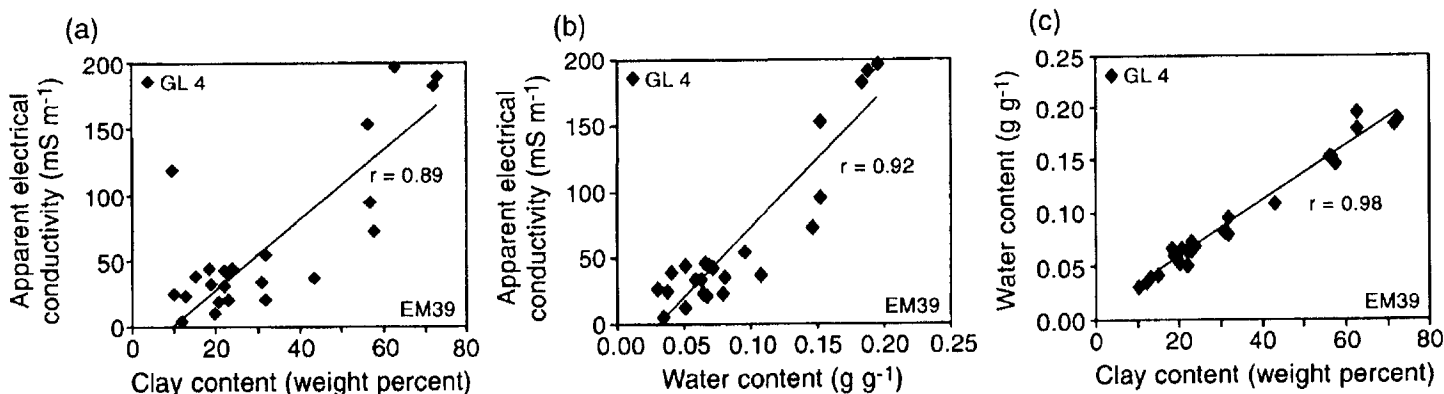 (a)
Apparent electrical
conductivity (mS m-1)
200
150
100
50
0
GL 4
r = 0.89
EM39
0 20 40 60 80
Clay content (weight percent)
(b)
Apparent electrical
conductivity (mS m-1)
200
150
100
50
0
GL 4
r = 0.92
EM39
0.00 0.05 0.10 0.15 0.20 0.25
Water content (g g-1)
(c)
Water content (g g-1)
0.25
0.20
0.15
0.10
0.05
0.00
GL 4
r = 0.98
EM39
0 20 40 60 80
Clay content (weight percent)